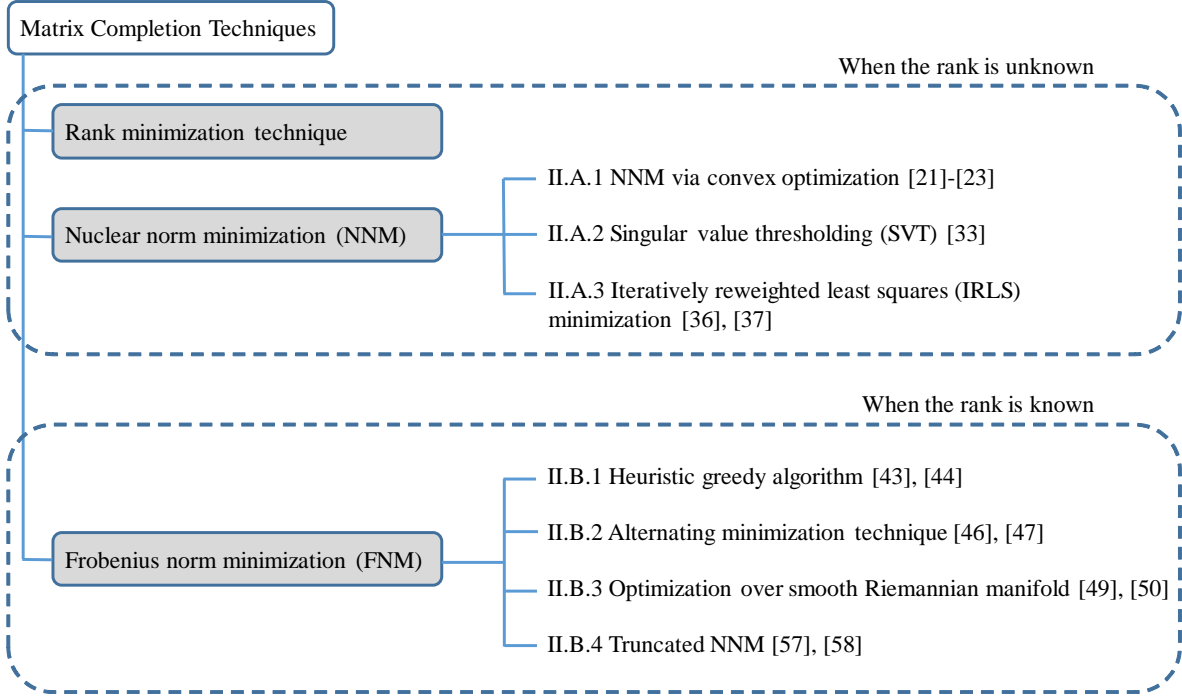 Matrix Completion Techniques
When the rank is unknown
Rank minimization technique
Nuclear norm minimization (NNM)
II.A.1 NNM via convex optimization [21]-[23]
II.A.2 Singular value thresholding (SVT) [33]
II.A.3 Iteratively reweighted least squares (IRLS)
minimization [36], [37]
When the rank is known
Frobenius norm minimization (FNM)
II.B.1 Heuristic greedy algorithm [43], [44]
II.B.2 Alternating minimization technique [46], [47]
II.B.3 Optimization over smooth Riemannian manifold [49], [50]
II.B.4 Truncated NNM [57], [58]